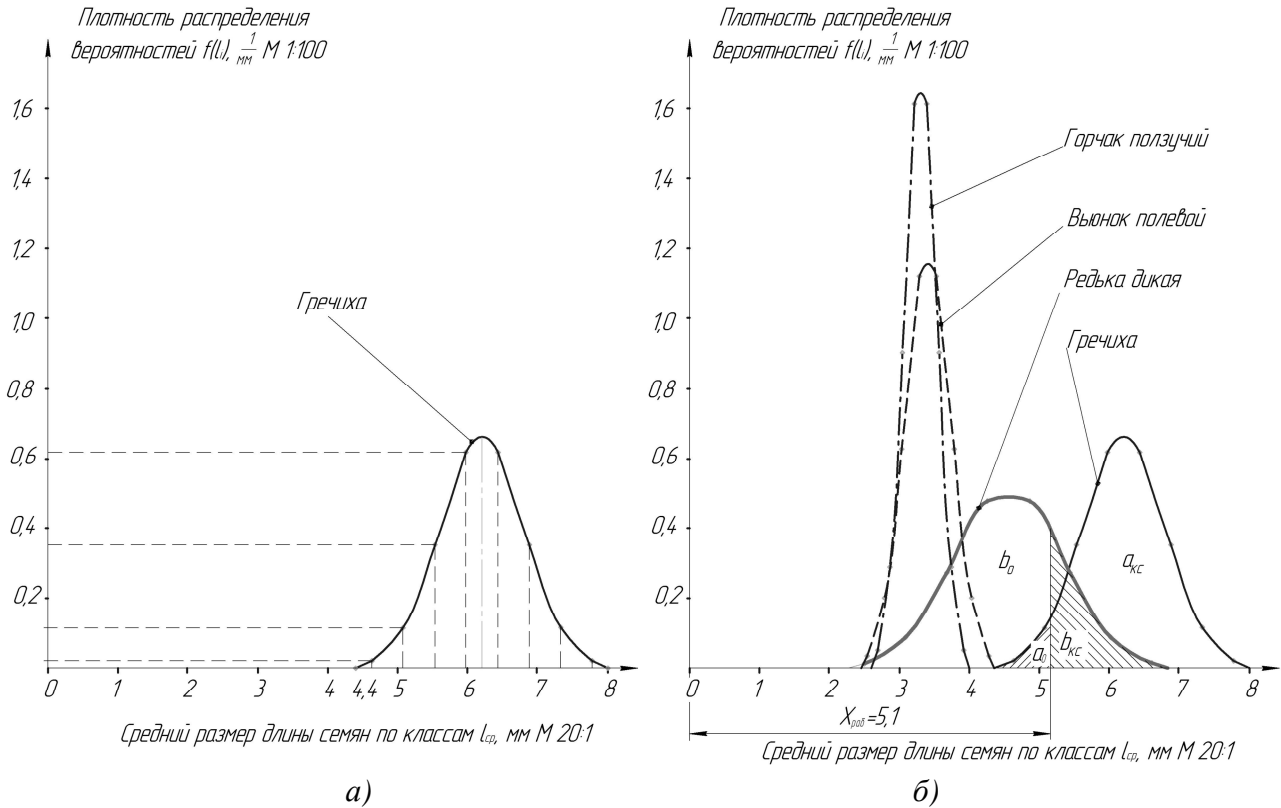 Плотность распределения
вероятностей f(lᵢ), 1/мм М 1:100
1,6
1,4
1,2
1,0
0,8
0,6
0,4
0,2
Гречиха
0 1 2 3 4 4,4 5 6 7 8
Средний размер длины семян по классам lср, мм М 20:1
а)
Плотность распределения
вероятностей f(lᵢ), 1/мм М 1:100
1,6
1,4
1,2
1,0
0,8
0,6
0,4
0,2
Горчак ползучий
Вьюнок полевой
Редька дикая
Гречиха
b₀
aкс
a₀
bкс
0 1 2 3 4 5 6 7 8
Xраб=5,1
Средний размер длины семян по классам lср, мм М 20:1
б)